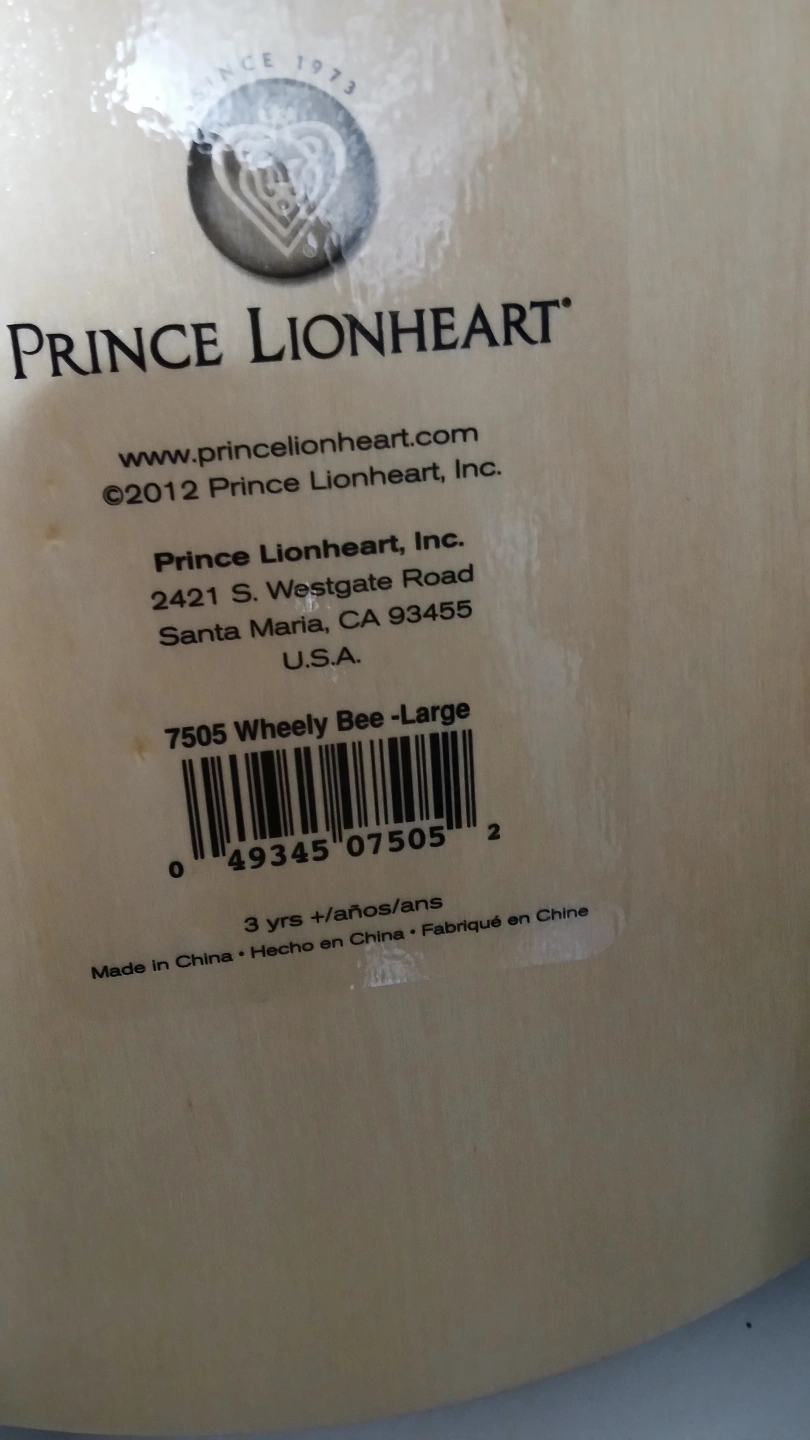 SINCE 1973
PRINCE LIONHEART®
www.princelionheart.com
©2012 Prince Lionheart, Inc.
Prince Lionheart, Inc.
2421 S. Westgate Road
Santa Maria, CA 93455
U.S.A.
7505 Wheely Bee -Large
0 49345 07505 2
3 yrs +/años/ans
Made in China • Hecho en China • Fabriqué en Chine